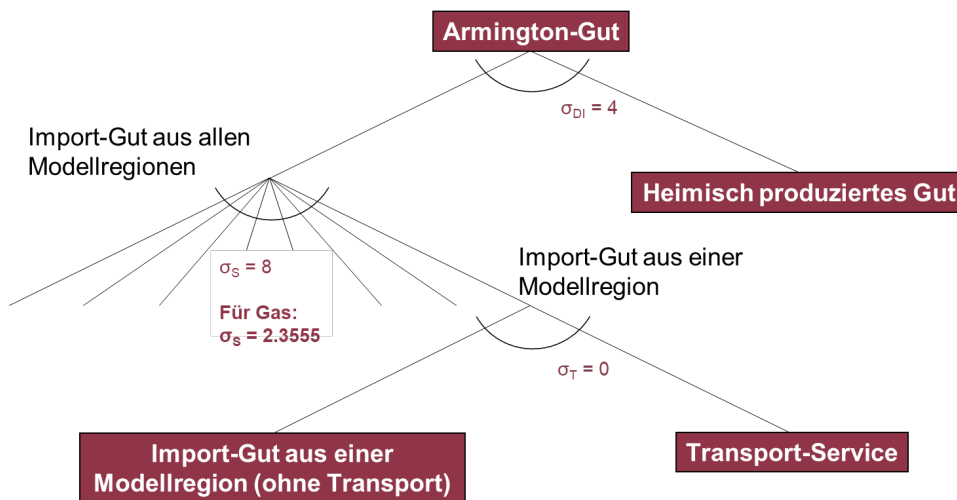 Armington-Gut
σDI = 4
Import-Gut aus allen
Modellregionen
Heimisch produziertes Gut
σS = 8
Für Gas:
σS = 2.3555
Import-Gut aus einer
Modellregion
σT = 0
Import-Gut aus einer
Modellregion (ohne Transport)
Transport-Service